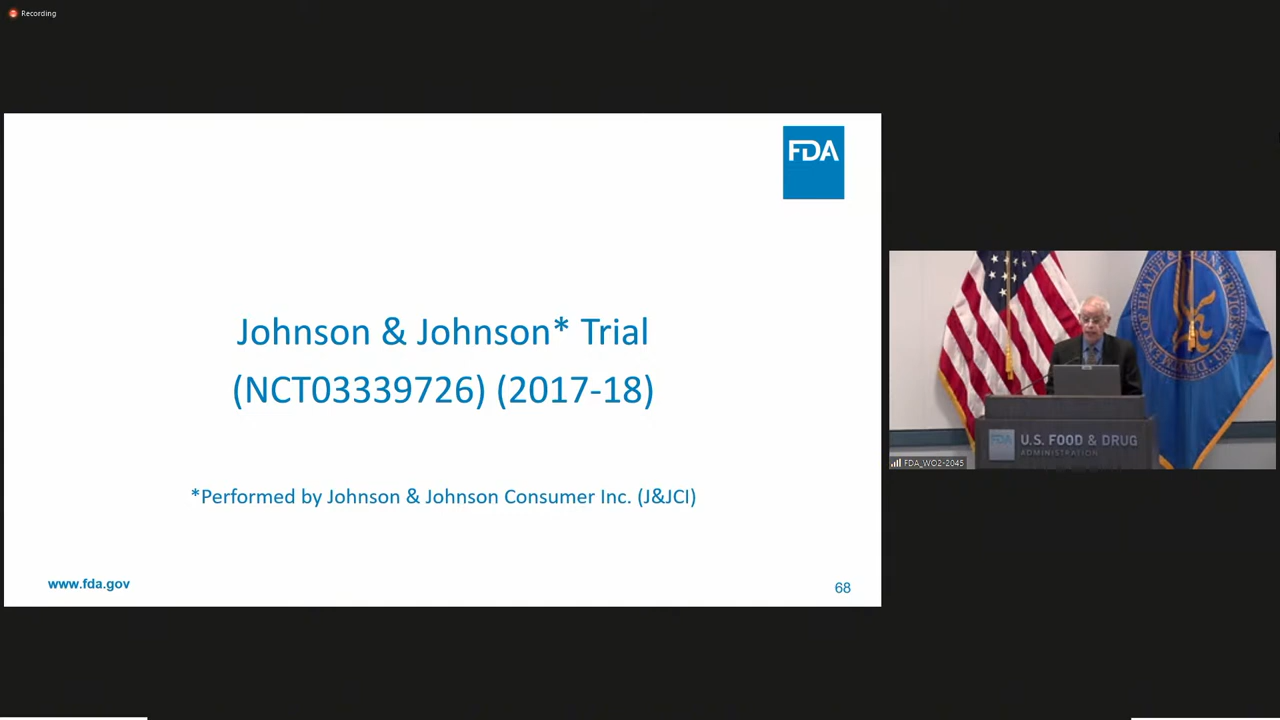 Recording
FDA
Johnson & Johnson* Trial
(NCT03339726) (2017-18)
*Performed by Johnson & Johnson Consumer Inc. (J&JCI)
www.fda.gov
68
FDA
U.S. FOOD & DRUG
ADMINISTRATION
FDA_WO2-2045